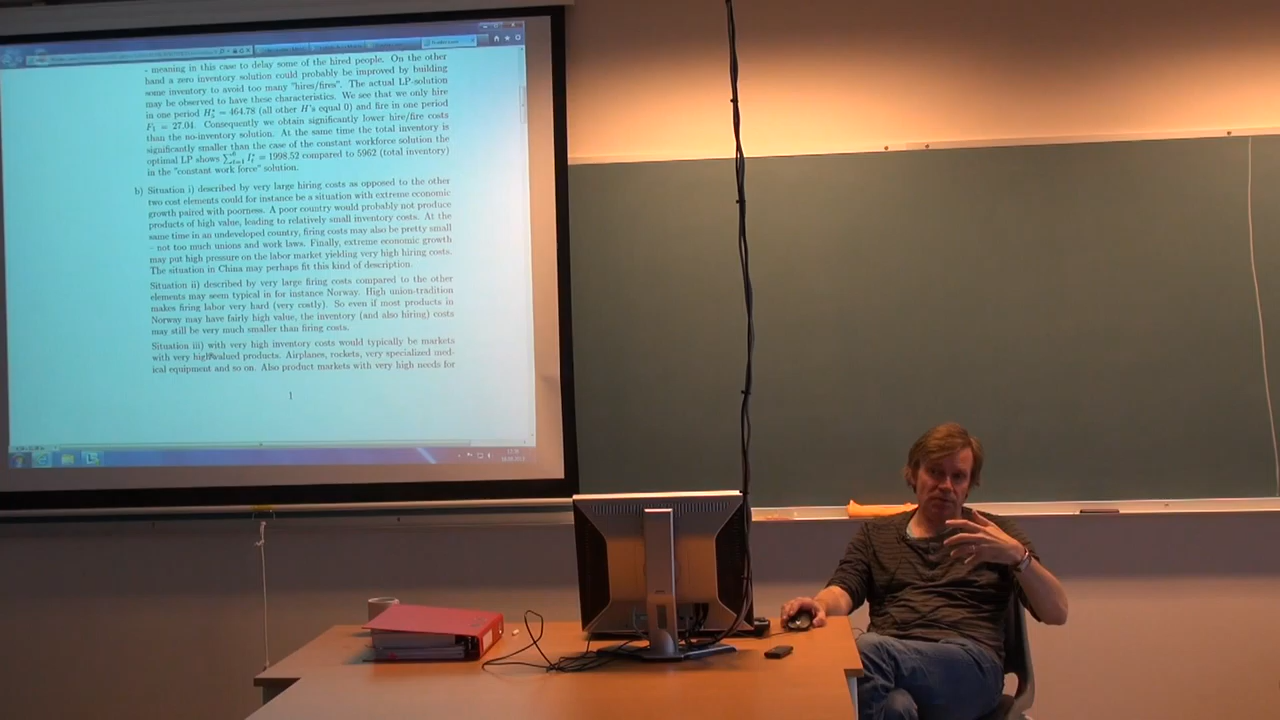 - meaning in this case to delay some of the hired people. On the other
hand a zero inventory solution could probably be improved by building
some inventory to avoid too many "hires/fires". The actual LP-solution
may be observed to have these characteristics. We see that we only hire
in one period H₅* = 464.78 (all other H's equal 0) and fire in one period
F₁ = 27.04. Consequently we obtain significantly lower hire/fire costs
than the no-inventory solution. At the same time the total inventory is
significantly smaller than the case of the constant workforce solution the
optimal LP shows = 1998.52 compared to 5962 (total inventory)
in the "constant work force" solution.
b) Situation i) described by very large hiring costs as opposed to the other
two cost elements could for instance be a situation with extreme economic
growth paired with poorness. A poor country would probably not produce
products of high value, leading to relatively small inventory costs. At the
same time in an undeveloped country, firing costs may also be pretty small
– not too much unions and work laws. Finally, extreme economic growth
may put high pressure on the labor market yielding very high hiring costs.
The situation in China may perhaps fit this kind of description.
Situation ii) described by very large firing costs compared to the other
elements may seem typical in for instance Norway. High union-tradition
makes firing labor very hard (very costly). So even if most products in
Norway may have fairly high value, the inventory (and also hiring) costs
may still be very much smaller than firing costs.
Situation iii) with very high inventory costs would typically be markets
with very high valued products. Airplanes, rockets, very specialized med-
ical equipment and so on. Also product markets with very high needs for
1